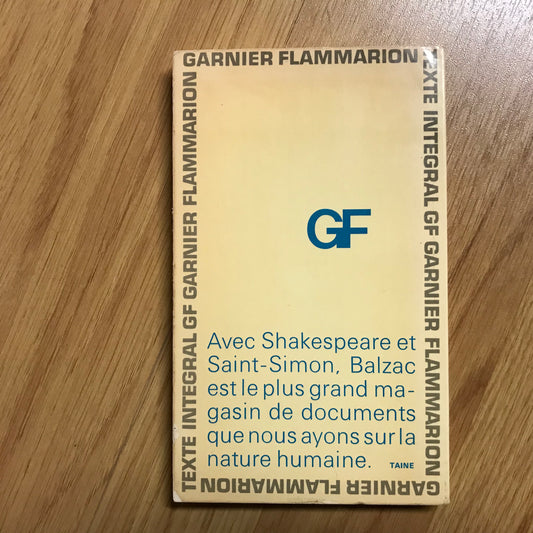 GARNIER FLAMMARION
TEXTE INTEGRAL GF GARNIER FLAMMARION
GARNIER FLAMMARION
TEXTE INTEGRAL GF GARNIER FLAMMARION
GF
Avec Shakespeare et
Saint-Simon, Balzac
est le plus grand ma-
gasin de documents
que nous ayons sur la
nature humaine. TAINE